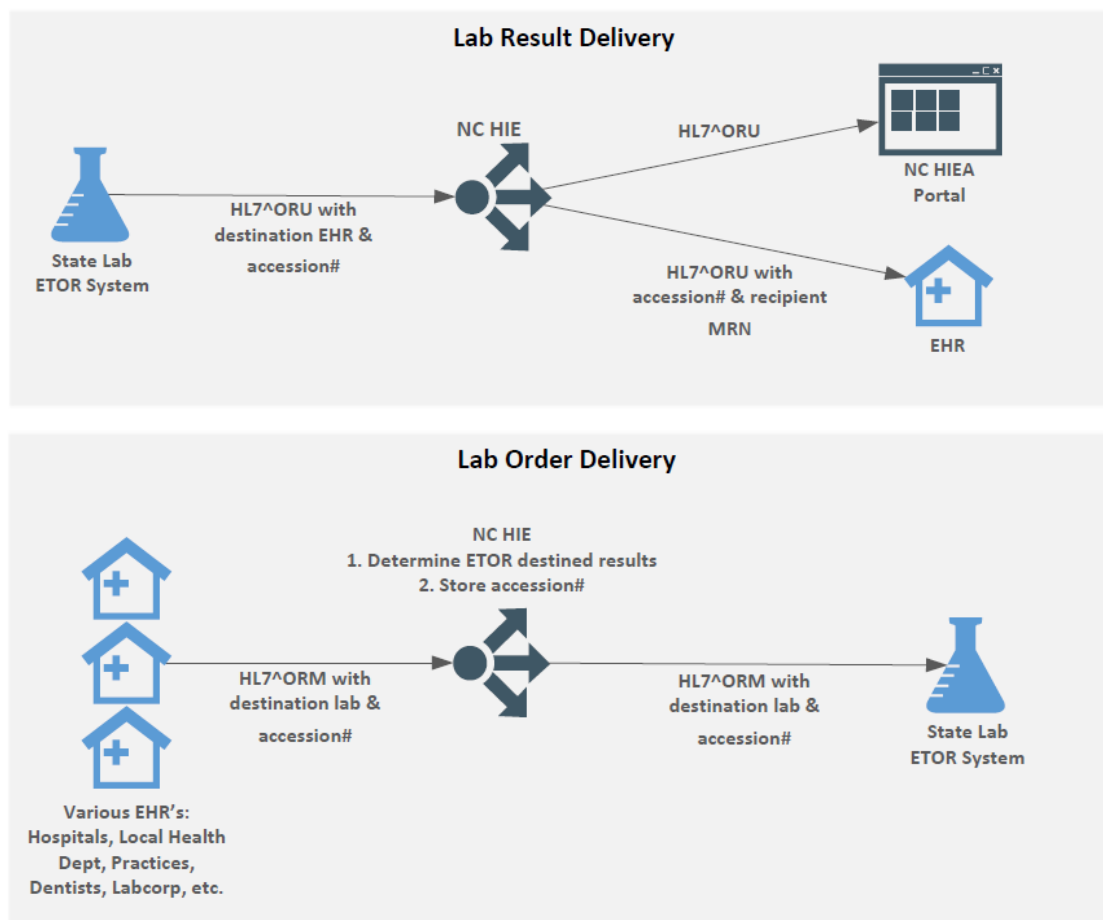 Lab Result Delivery
NC HIE
HL7^ORU
NC HIEA
Portal
HL7^ORU with
destination EHR &
accession#
State Lab
ETOR System
HL7^ORU with
accession# & recipient
MRN
EHR
Lab Order Delivery
NC HIE
1. Determine ETOR destined results
2. Store accession#
HL7^ORM with
destination lab &
accession#
HL7^ORM with
destination lab &
accession#
State Lab
ETOR System
Various EHR's:
Hospitals, Local Health
Dept, Practices,
Dentists, Labcorp, etc.